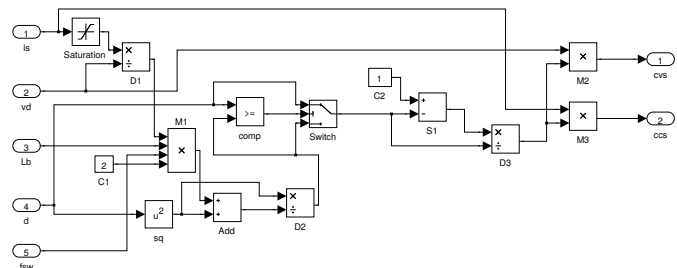 1
is
Saturation
×
÷
D1
2
vd
M1
×
3
Lb
2
C1
4
d
u²
sq
5
fsw
+
+
Add
×
÷
D2
>=
comp
Switch
1
C2
+
−
S1
×
÷
D3
×
M2
×
M3
1
cvs
2
ccs